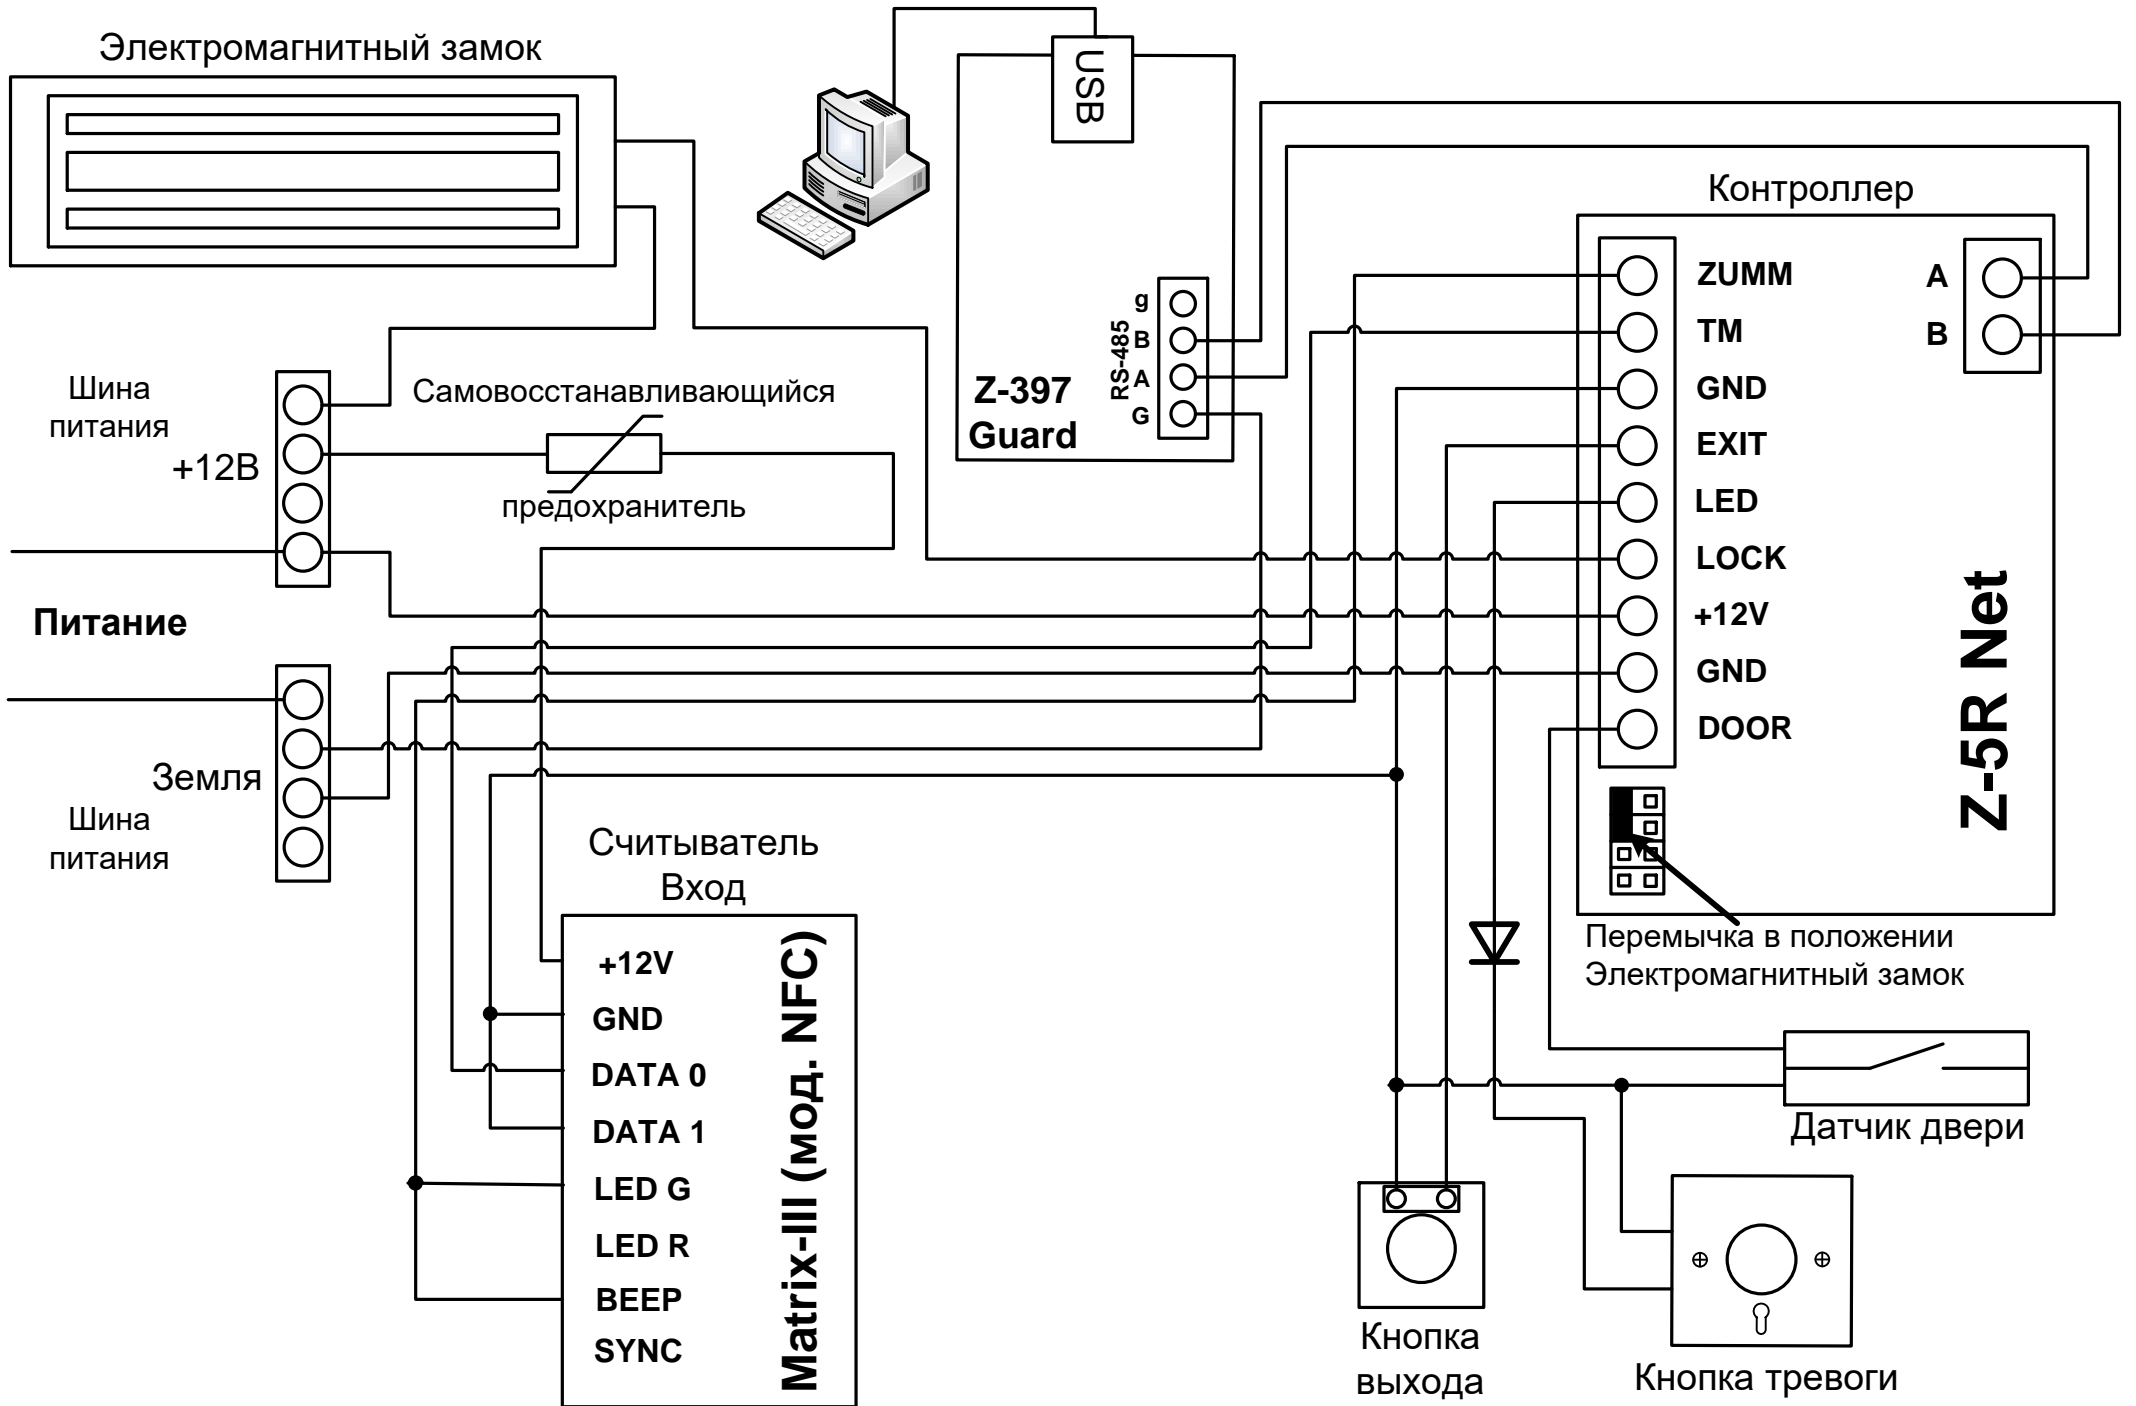 Электромагнитный замок
USB
g
B
A
G
RS-485
Z-397
Guard
Контроллер
ZUMM
TM
GND
EXIT
LED
LOCK
+12V
GND
DOOR
A
B
Z-5R Net
Шина
питания
+12В
Самовосстанавливающийся
предохранитель
Питание
Земля
Шина
питания
Считыватель
Вход
+12V
GND
DATA 0
DATA 1
LED G
LED R
BEEP
SYNC
Matrix-III (мод. NFC)
Перемычка в положении
Электромагнитный замок
Датчик двери
Кнопка
выхода
Кнопка тревоги